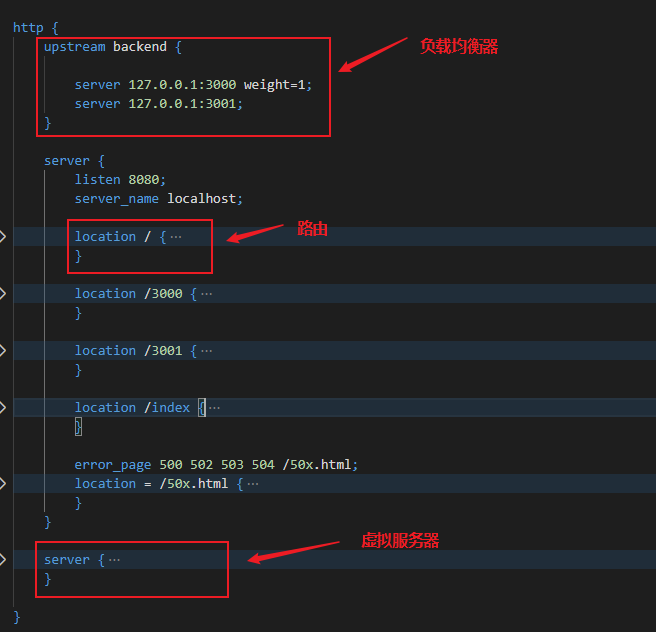 http {
upstream backend {
负载均衡器
server 127.0.0.1:3000 weight=1;
server 127.0.0.1:3001;
}
server {
listen 8080;
server_name localhost;
location / {···
路由
}
location /3000 {···
}
location /3001 {···
}
location /index {···
}
error_page 500 502 503 504 /50x.html;
location = /50x.html {···
}
}
虚拟服务器
server {···
}
}